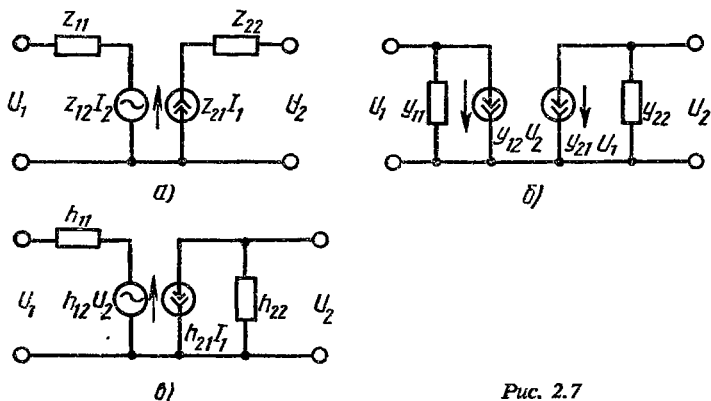 Z₁₁ Z₂₂
U₁ Z₁₂I₂ Z₂₁I₁ U₂
а)
U₁ y₁₁ y₁₂U₂ y₂₁U₁ y₂₂ U₂
б)
h₁₁
U₁ h₁₂U₂ h₂₁I₁ h₂₂ U₂
в)
Рис. 2.7